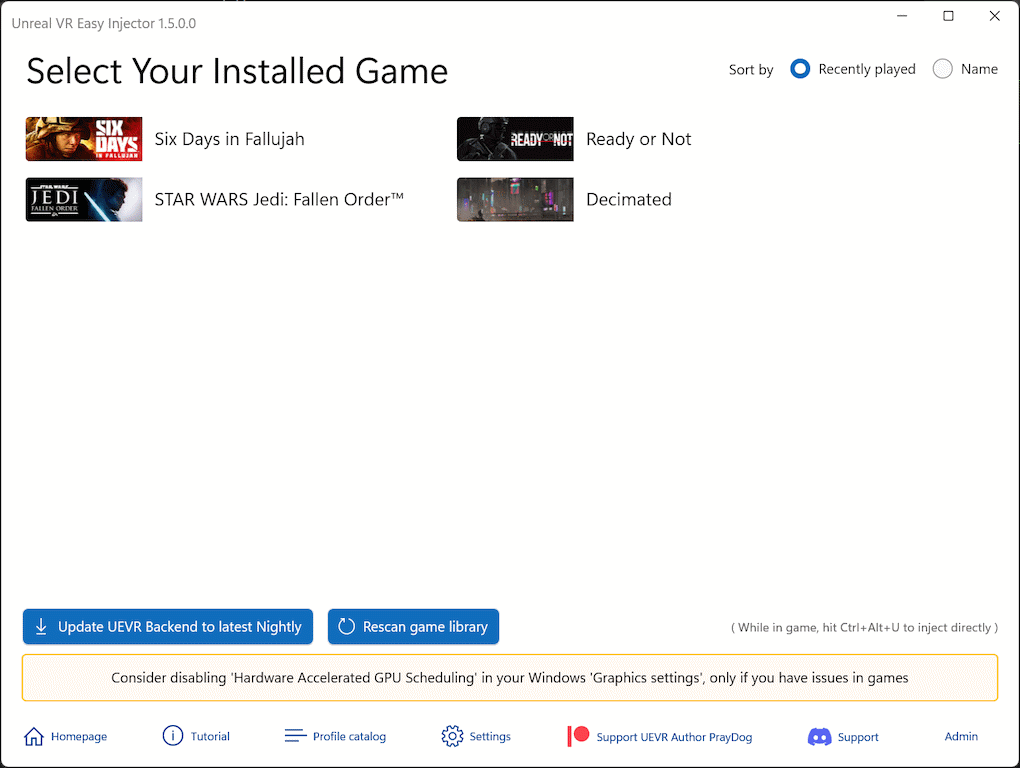 Unreal VR Easy Injector 1.5.0.0
Select Your Installed Game
Sort by Recently played Name
SIX DAYS IN FALLUJAH Six Days in Fallujah
READY OR NOT Ready or Not
STAR WARS JEDI FALLEN ORDER STAR WARS Jedi: Fallen Order™
Decimated
Update UEVR Backend to latest Nightly
Rescan game library
( While in game, hit Ctrl+Alt+U to inject directly )
Consider disabling 'Hardware Accelerated GPU Scheduling' in your Windows 'Graphics settings', only if you have issues in games
Homepage Tutorial Profile catalog Settings Support UEVR Author PrayDog Support Admin